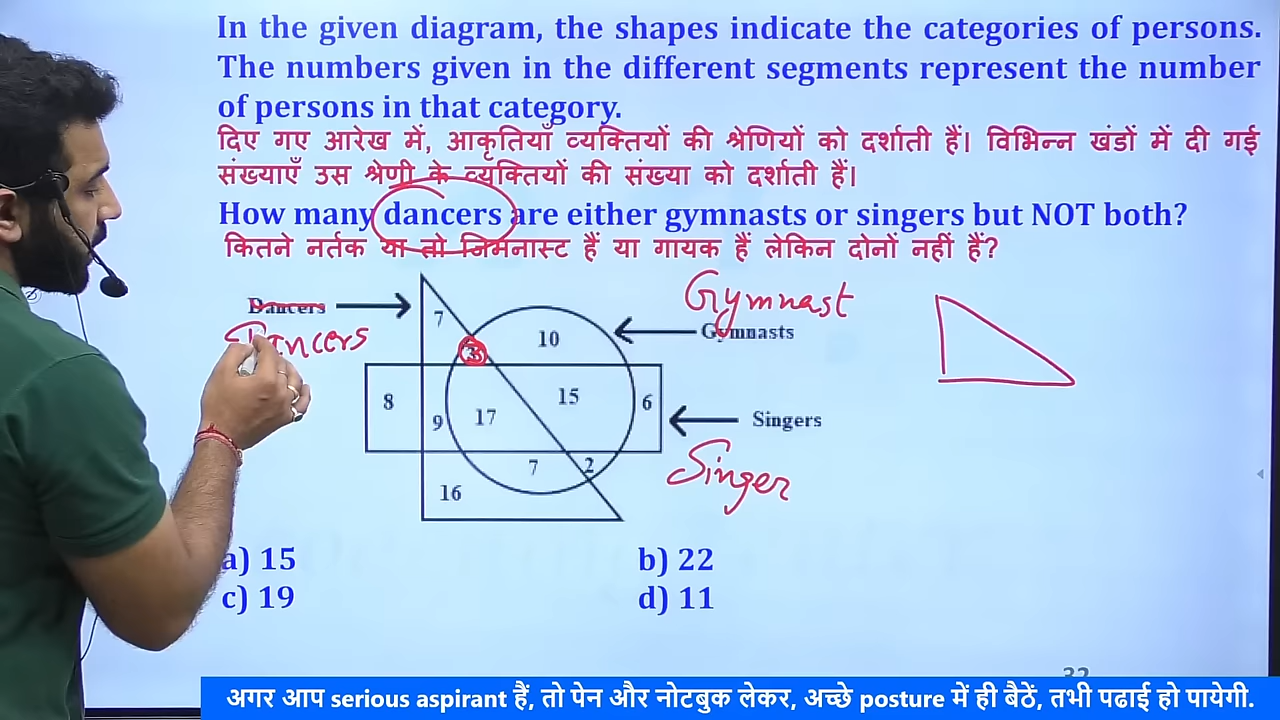 In the given diagram, the shapes indicate the categories of persons.
The numbers given in the different segments represent the number
of persons in that category.
दिए गए आरेख में, आकृतियाँ व्यक्तियों की श्रेणियों को दर्शाती हैं। विभिन्न खंडों में दी गई
संख्याएँ उस श्रेणी के व्यक्तियों की संख्या को दर्शाती हैं।
How many dancers are either gymnasts or singers but NOT both?
कितने नर्तक या तो जिमनास्ट हैं या गायक हैं लेकिन दोनों नहीं हैं?
Dancers
Gymnast
7
Dancers
10
Gymnasts
3
8
9
17
15
6
Singers
7
2
Singer
16
a) 15
b) 22
c) 19
d) 11
32
अगर आप serious aspirant हैं, तो पेन और नोटबुक लेकर, अच्छे posture में ही बैठें, तभी पढाई हो पायेगी.